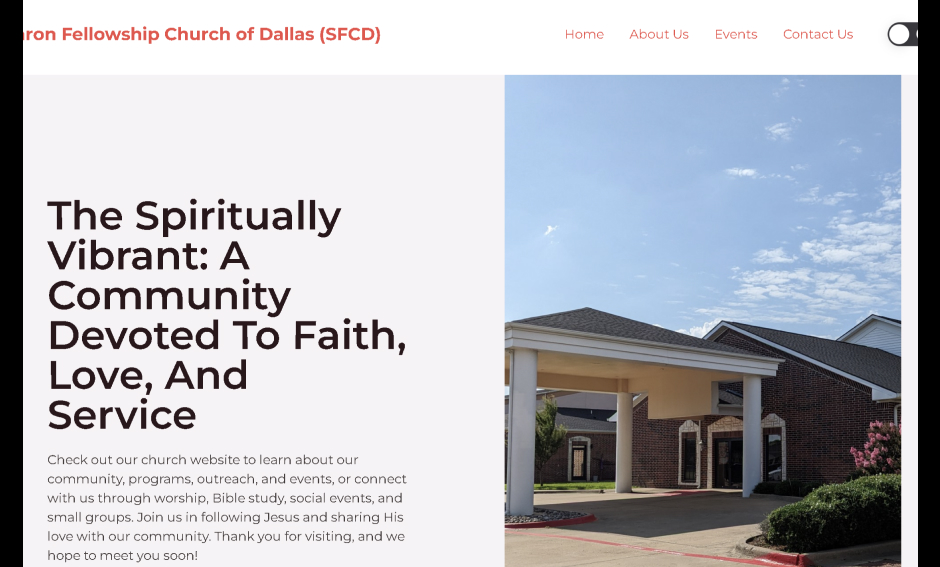 Fellowship Church of Dallas (SFCD)
Home About Us Events Contact Us
The Spiritually
Vibrant: A
Community
Devoted To Faith,
Love, And
Service
Check out our church website to learn about our
community, programs, outreach, and events, or connect
with us through worship, Bible study, social events, and
small groups. Join us in following Jesus and sharing His
love with our community. Thank you for visiting, and we
hope to meet you soon!